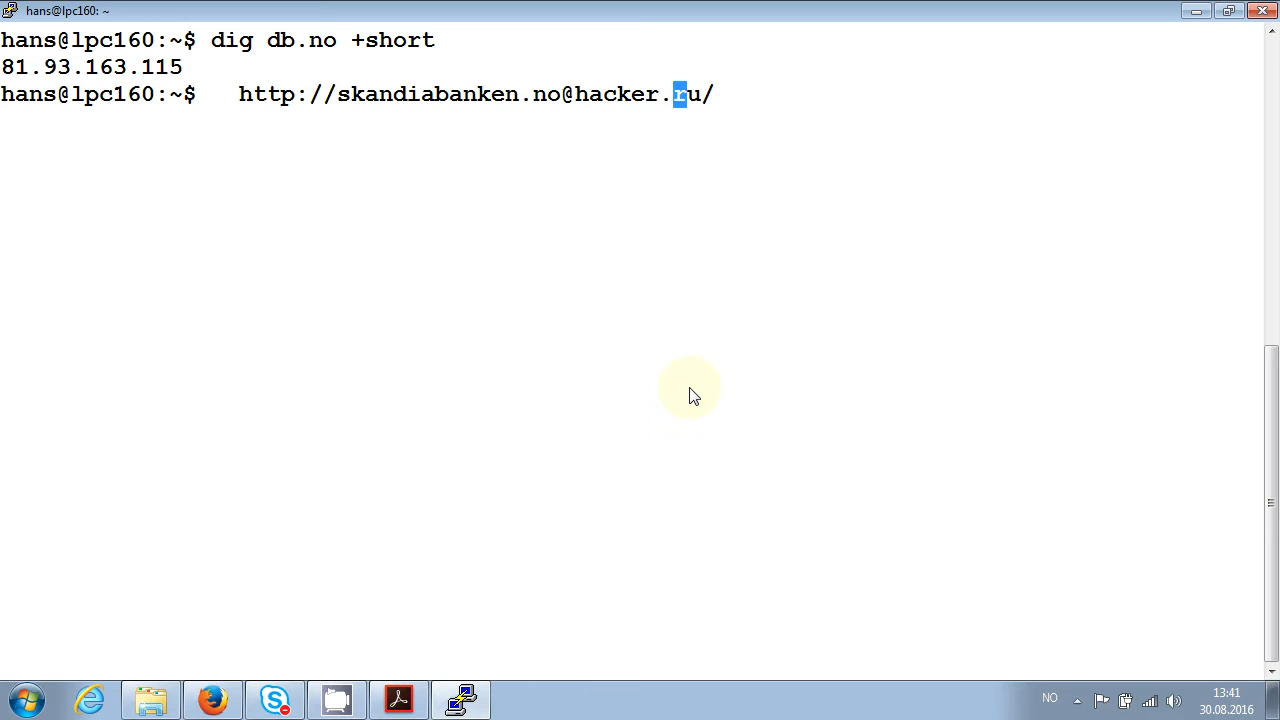 hans@lpc160: ~
hans@lpc160:~$ dig db.no +short
81.93.163.115
hans@lpc160:~$   http://skandiabanken.no@hacker.ru/
NO
13:41
30.08.2016